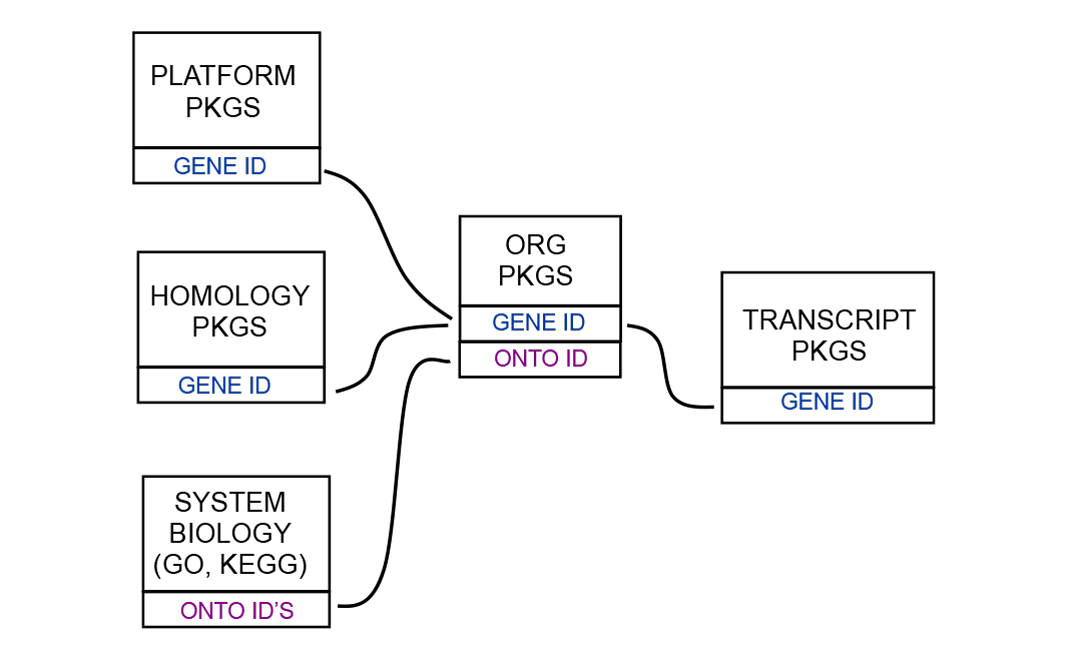 PLATFORM
PKGS
GENE ID
HOMOLOGY
PKGS
GENE ID
SYSTEM
BIOLOGY
(GO, KEGG)
ONTO ID'S
ORG
PKGS
GENE ID
ONTO ID
TRANSCRIPT
PKGS
GENE ID